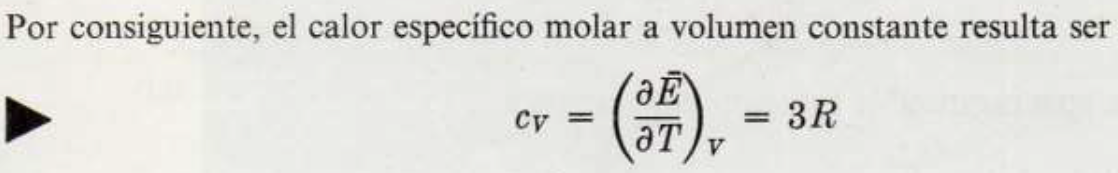 Por consiguiente, el calor específico molar a volumen constante resulta ser
c_V = (∂Ē/∂T)_V = 3R